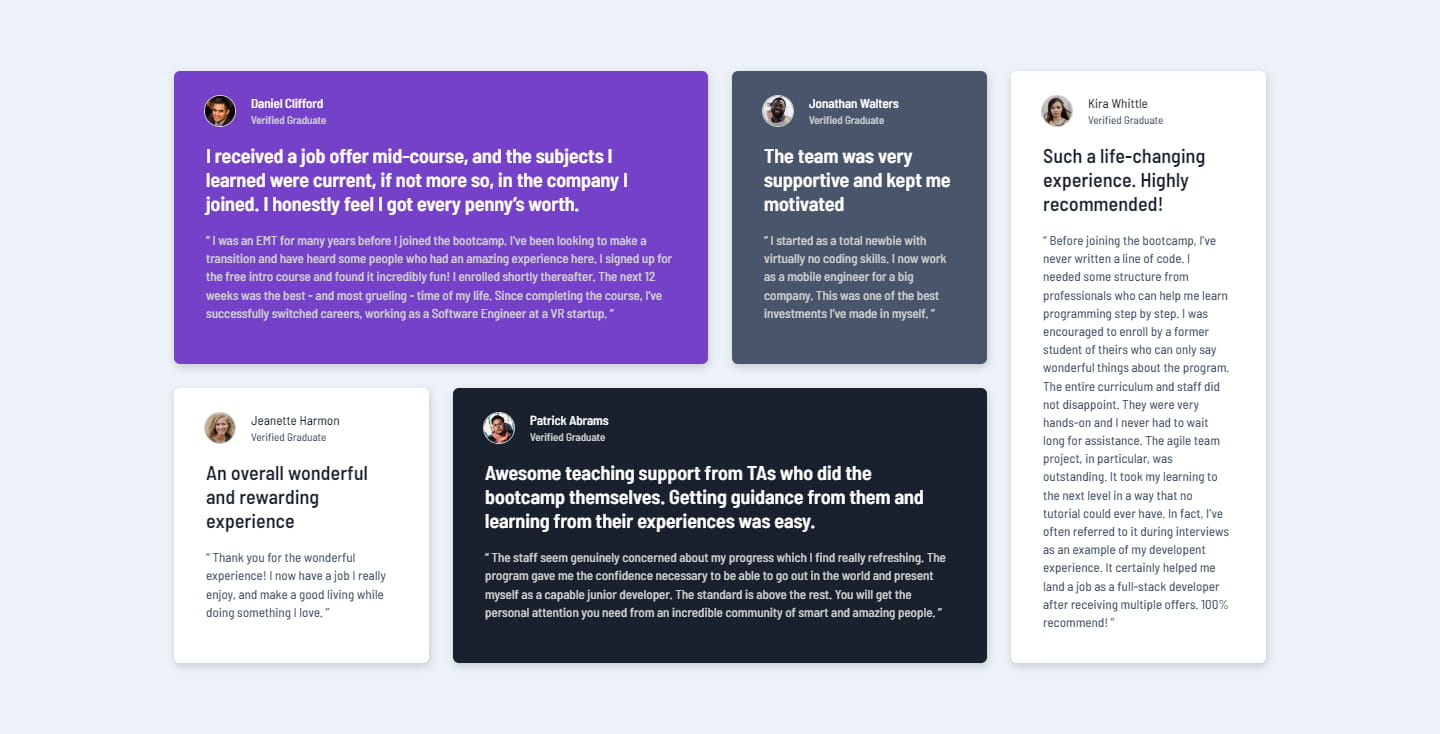 Daniel Clifford
Verified Graduate
I received a job offer mid-course, and the subjects I
learned were current, if not more so, in the company I
joined. I honestly feel I got every penny’s worth.
“ I was an EMT for many years before I joined the bootcamp. I’ve been looking to make a
transition and have heard some people who had an amazing experience here. I signed up for
the free intro course and found it incredibly fun! I enrolled shortly thereafter. The next 12
weeks was the best - and most grueling - time of my life. Since completing the course, I’ve
successfully switched careers, working as a Software Engineer at a VR startup. ”
Jonathan Walters
Verified Graduate
The team was very
supportive and kept me
motivated
“ I started as a total newbie with
virtually no coding skills. I now work
as a mobile engineer for a big
company. This was one of the best
investments I’ve made in myself. ”
Kira Whittle
Verified Graduate
Such a life-changing
experience. Highly
recommended!
“ Before joining the bootcamp, I’ve
never written a line of code. I
needed some structure from
professionals who can help me learn
programming step by step. I was
encouraged to enroll by a former
student of theirs who can only say
wonderful things about the program.
The entire curriculum and staff did
not disappoint. They were very
hands-on and I never had to wait
long for assistance. The agile team
project, in particular, was
outstanding. It took my learning to
the next level in a way that no
tutorial could ever have. In fact, I’ve
often referred to it during interviews
as an example of my developent
experience. It certainly helped me
land a job as a full-stack developer
after receiving multiple offers. 100%
recommend! ”
Jeanette Harmon
Verified Graduate
An overall wonderful
and rewarding
experience
“ Thank you for the wonderful
experience! I now have a job I really
enjoy, and make a good living while
doing something I love. ”
Patrick Abrams
Verified Graduate
Awesome teaching support from TAs who did the
bootcamp themselves. Getting guidance from them and
learning from their experiences was easy.
“ The staff seem genuinely concerned about my progress which I find really refreshing. The
program gave me the confidence necessary to be able to go out in the world and present
myself as a capable junior developer. The standard is above the rest. You will get the
personal attention you need from an incredible community of smart and amazing people. ”